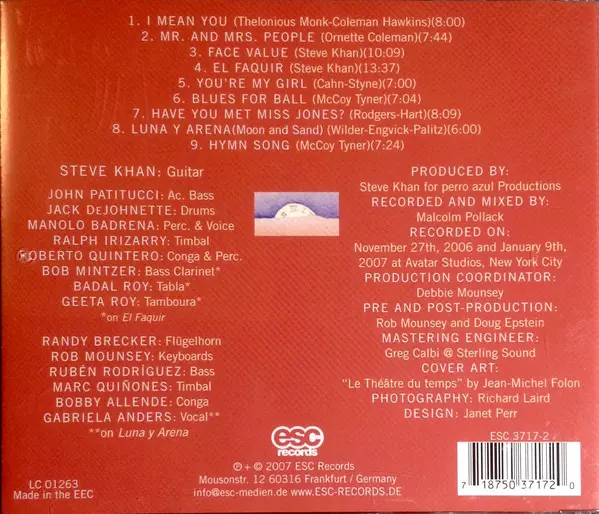 1. I MEAN YOU (Thelonious Monk-Coleman Hawkins)(8:00)
2. MR. AND MRS. PEOPLE (Ornette Coleman)(7:44)
3. FACE VALUE (Steve Khan)(10:09)
4. EL FAQUIR (Steve Khan)(13:37)
5. YOU'RE MY GIRL (Cahn-Styne)(7:00)
6. BLUES FOR BALL (McCoy Tyner)(7:04)
7. HAVE YOU MET MISS JONES? (Rodgers-Hart)(8:09)
8. LUNA Y ARENA(Moon and Sand) (Wilder-Engvick-Palitz)(6:00)
9. HYMN SONG (McCoy Tyner)(7:24)
STEVE KHAN: Guitar
JOHN PATITUCCI: Ac. Bass
JACK DeJOHNETTE: Drums
MANOLO BADRENA: Perc. & Voice
RALPH IRIZARRY: Timbal
ROBERTO QUINTERO: Conga & Perc.
BOB MINTZER: Bass Clarinet*
BADAL ROY: Tabla*
GEETA ROY: Tamboura*
*on El Faquir
RANDY BRECKER: Flügelhorn
ROB MOUNSEY: Keyboards
RUBÉN RODRÍGUEZ: Bass
MARC QUIÑONES: Timbal
BOBBY ALLENDE: Conga
GABRIELA ANDERS: Vocal**
**on Luna y Arena
PRODUCED BY:
Steve Khan for perro azul Productions
RECORDED AND MIXED BY:
Malcolm Pollack
RECORDED ON:
November 27th, 2006 and January 9th,
2007 at Avatar Studios, New York City
PRODUCTION COORDINATOR:
Debbie Mounsey
PRE AND POST-PRODUCTION:
Rob Mounsey and Doug Epstein
MASTERING ENGINEER:
Greg Calbi @ Sterling Sound
COVER ART:
"Le Théâtre du temps" by Jean-Michel Folon
PHOTOGRAPHY: Richard Laird
DESIGN: Janet Perr
esc
records
℗ + © 2007 ESC Records
Mousonstr. 12 60316 Frankfurt / Germany
info@esc-medien.de www.ESC-RECORDS.DE
LC 01263
Made in the EEC
ESC 3717-2
7 18750 37172 0